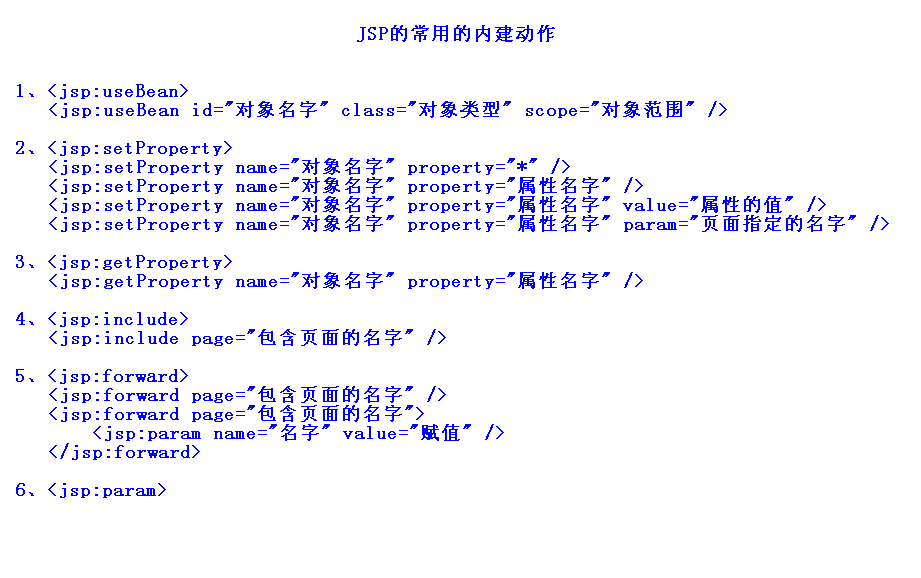 JSP的常用的内建动作
1、<jsp:useBean>
<jsp:useBean id="对象名字" class="对象类型" scope="对象范围" />
2、<jsp:setProperty>
<jsp:setProperty name="对象名字" property="*" />
<jsp:setProperty name="对象名字" property="属性名字" />
<jsp:setProperty name="对象名字" property="属性名字" value="属性的值" />
<jsp:setProperty name="对象名字" property="属性名字" param="页面指定的名字" />
3、<jsp:getProperty>
<jsp:getProperty name="对象名字" property="属性名字" />
4、<jsp:include>
<jsp:include page="包含页面的名字" />
5、<jsp:forward>
<jsp:forward page="包含页面的名字" />
<jsp:forward page="包含页面的名字">
<jsp:param name="名字" value="赋值" />
</jsp:forward>
6、<jsp:param>